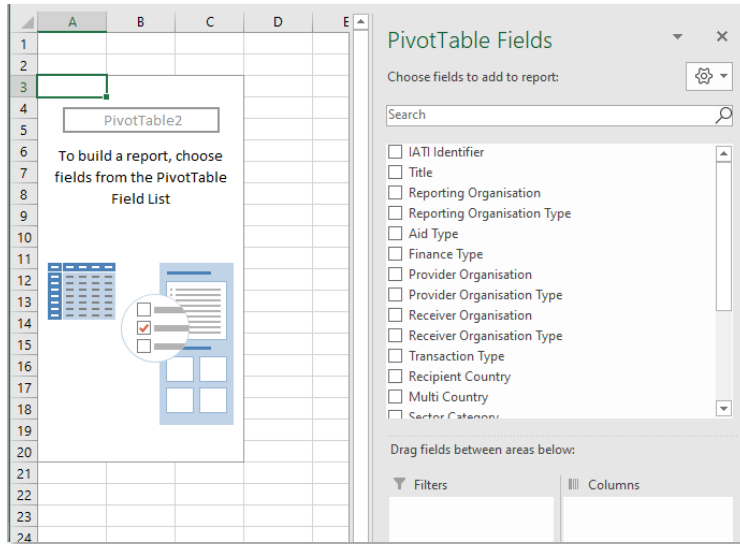 A B C D E
PivotTable Fields
1
2
Choose fields to add to report:
3
4
PivotTable2
Search
5
6
To build a report, choose
IATI Identifier
7
fields from the PivotTable
Title
8
Field List
Reporting Organisation
9
Reporting Organisation Type
10
Aid Type
11
Finance Type
12
Provider Organisation
13
Provider Organisation Type
14
Receiver Organisation
15
Receiver Organisation Type
16
Transaction Type
17
Recipient Country
18
Multi Country
19
Sector Category
20
Drag fields between areas below:
21
22
Filters
Columns
23
24